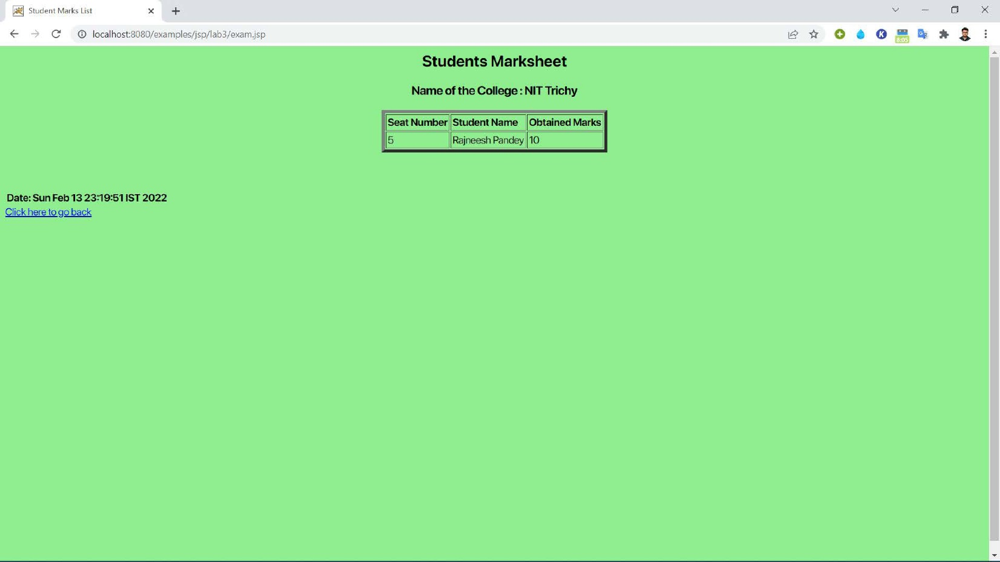 Student Marks List
localhost:8080/examples/jsp/lab3/exam.jsp
K
8:05
G
Students Marksheet
Name of the College : NIT Trichy
Seat Number Student Name Obtained Marks
5 Rajneesh Pandey 10
Date: Sun Feb 13 23:19:51 IST 2022
Click here to go back